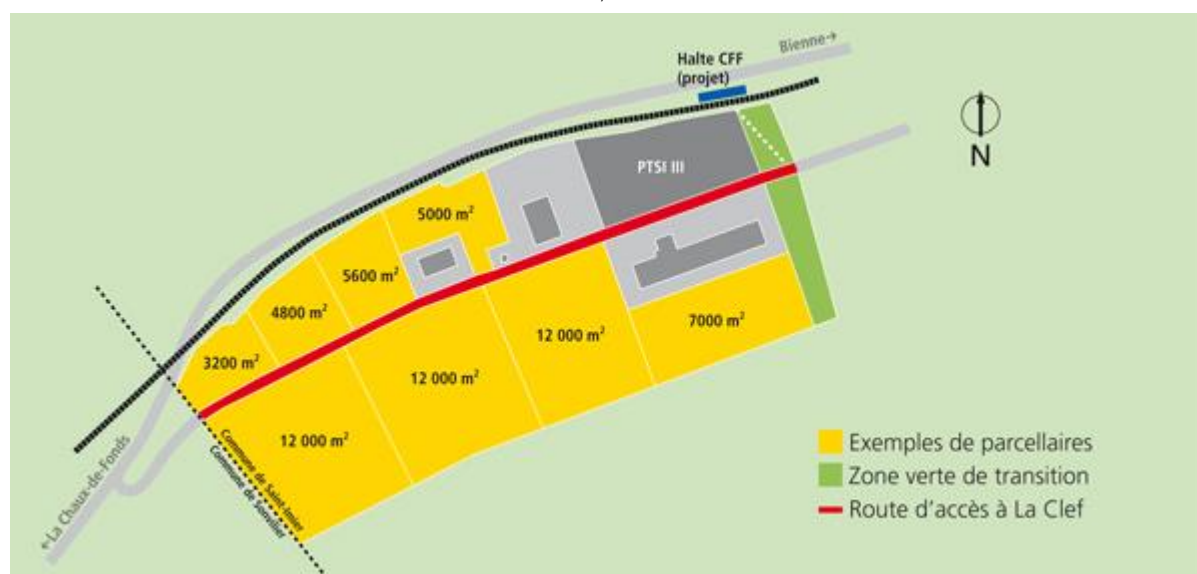 Bienne→
Halte CFF
(projet)
N
PTSI III
5000 m²
5600 m²
4800 m²
3200 m²
7000 m²
12 000 m²
12 000 m²
12 000 m²
Commune de Saint-Imier
Commune de Sonvilier
←La Chaux-de-Fonds
Exemples de parcellaires
Zone verte de transition
Route d'accès à La Clef